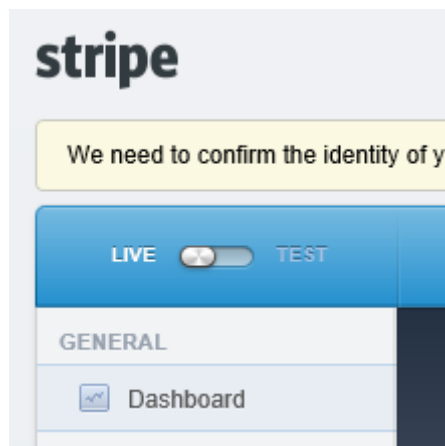 stripe
We need to confirm the identity of y
LIVE TEST
GENERAL
Dashboard